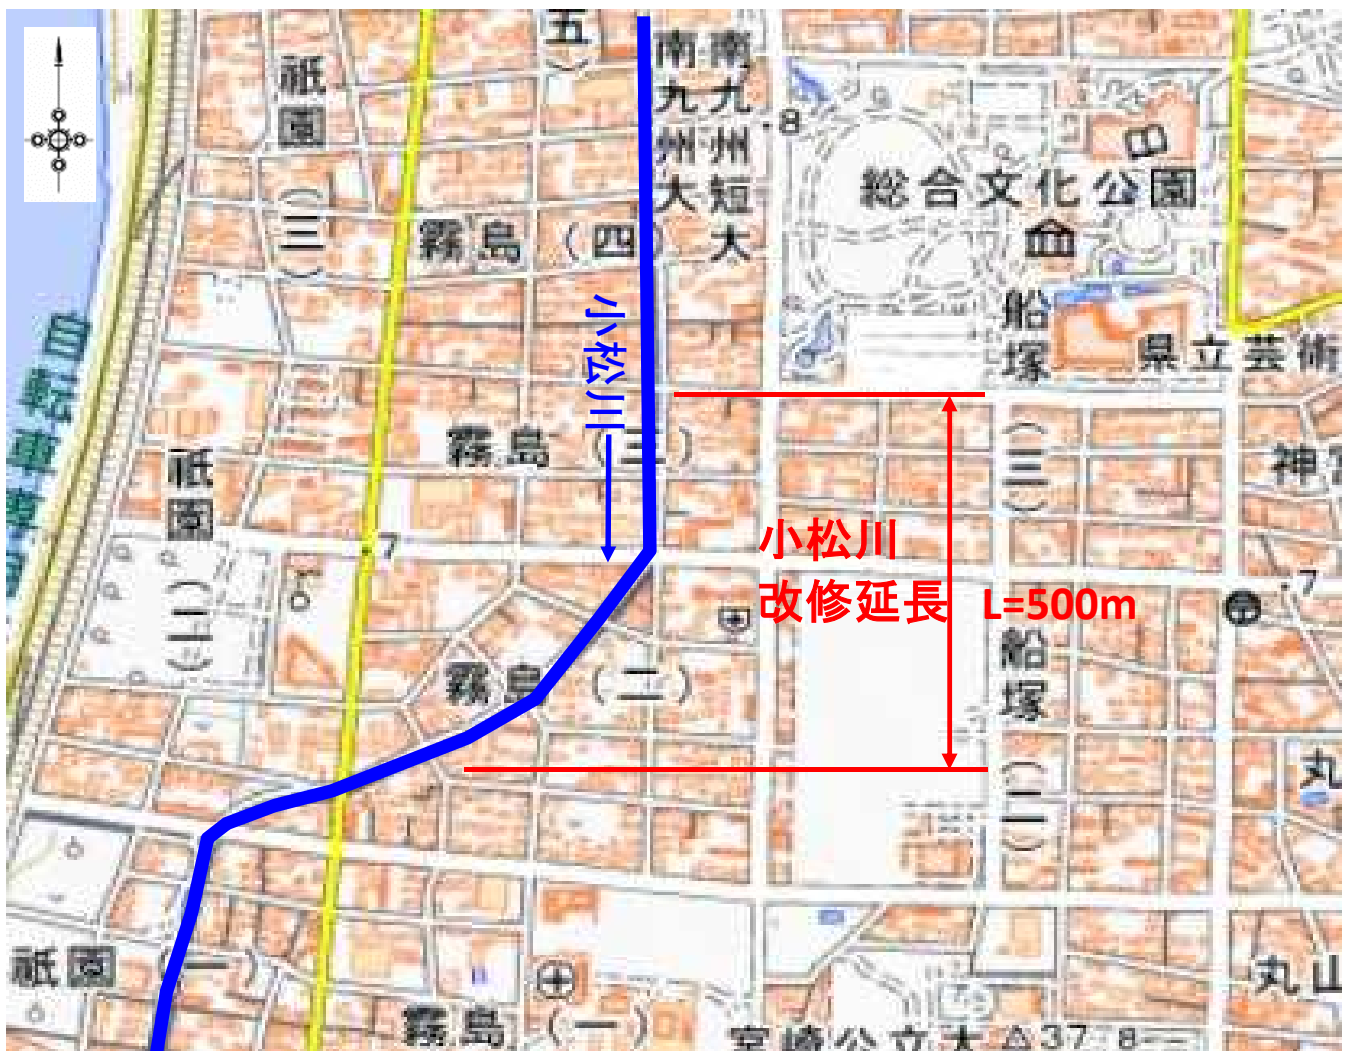 五)
南九州大
南九州短大
祇園(三)
8
総合文化公園
霧島(四)
船塚(三)
県立芸術
小松川
自転車
霧島(三)
祇園(二)
神宮
7
小松川
改修延長 L=500m
7
霧島(二)
船塚(二)
丸
祇園(一)
丸山
霧島(一)
宮崎公立大
37.8